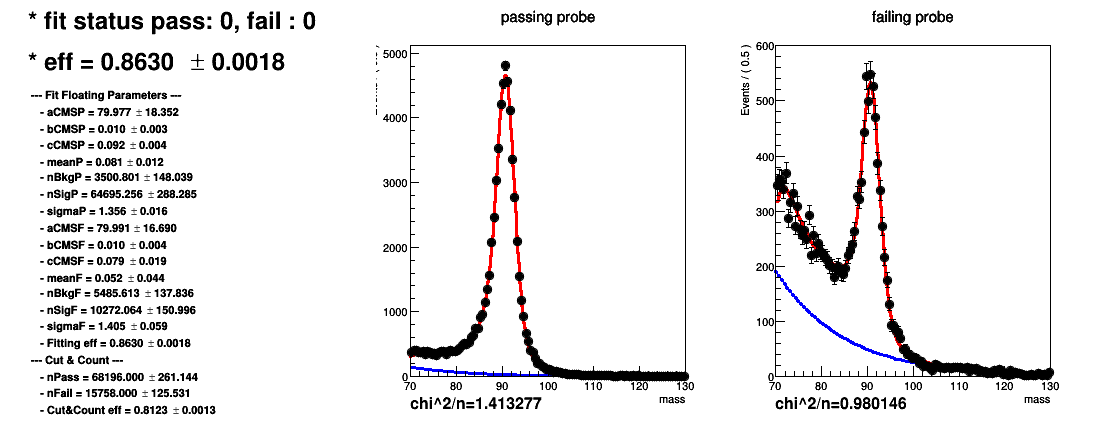 * fit status pass: 0, fail : 0
* eff = 0.8630 ± 0.0018
--- Fit Floating Parameters ---
- aCMSP = 79.977 ± 18.352
- bCMSP = 0.010 ± 0.003
- cCMSP = 0.092 ± 0.004
- meanP = 0.081 ± 0.012
- nBkgP = 3500.801 ± 148.039
- nSigP = 64695.256 ± 288.285
- sigmaP = 1.356 ± 0.016
- aCMSF = 79.991 ± 16.690
- bCMSF = 0.010 ± 0.004
- cCMSF = 0.079 ± 0.019
- meanF = 0.052 ± 0.044
- nBkgF = 5485.613 ± 137.836
- nSigF = 10272.064 ± 150.996
- sigmaF = 1.405 ± 0.059
- Fitting eff = 0.8630 ± 0.0018
--- Cut & Count ---
- nPass = 68196.000 ± 261.144
- nFail = 15758.000 ± 125.531
- Cut&Count eff = 0.8123 ± 0.0013
passing probe
5000
4000
3000
2000
1000
0
70 80 90 100 110 120 130
mass
chi^2/n=1.413277
failing probe
Events / ( 0.5 )
600
500
400
300
200
100
0
70 80 90 100 110 120 130
mass
chi^2/n=0.980146